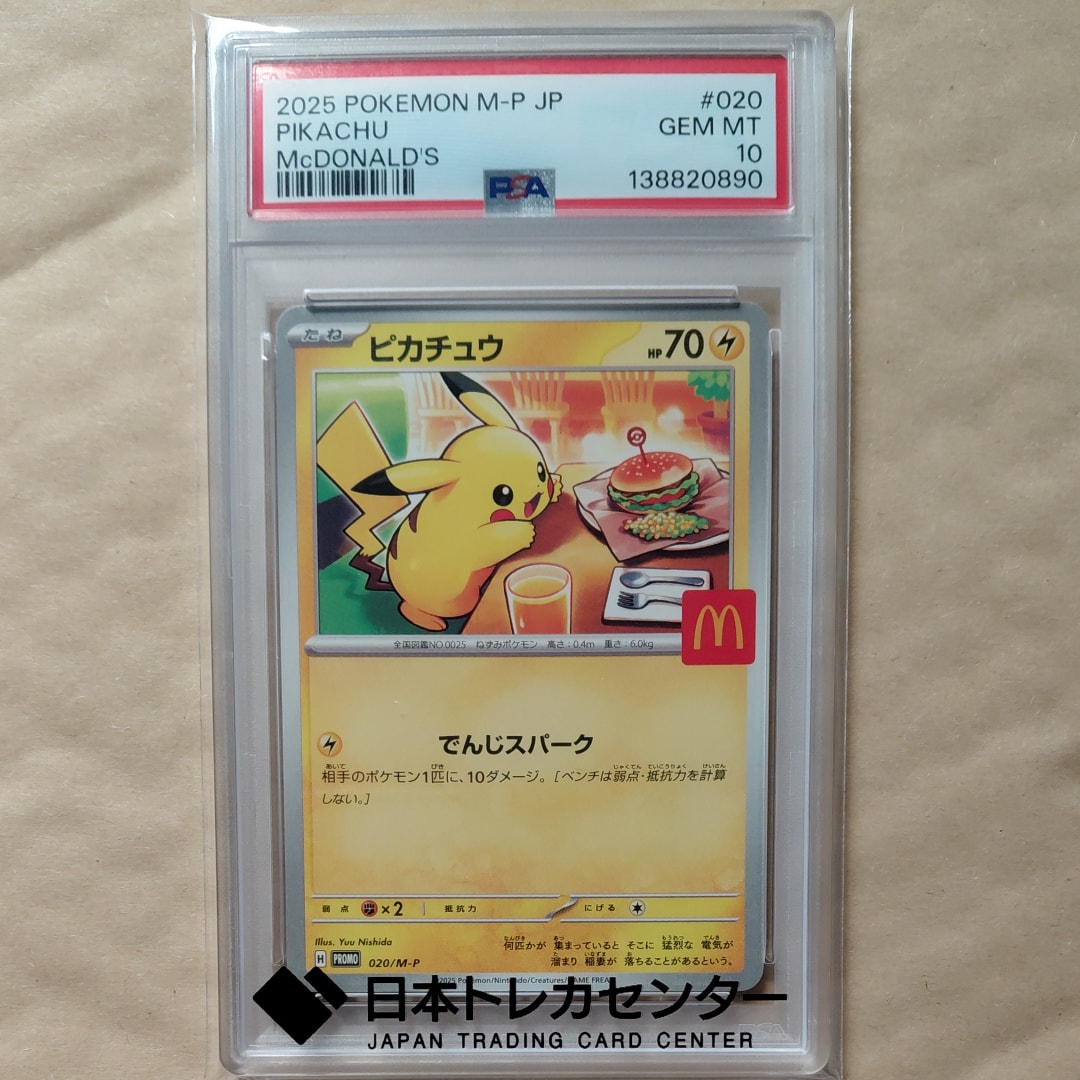 2025 POKEMON M-P JP #020
PIKACHU GEM MT
McDONALD'S 10
138820890
PSA
たね ピカチュウ HP70
全国図鑑NO.0025 ねずみポケモン 高さ:0.4m 重さ:6.0kg
でんじスパーク
相手のポケモン1匹に、10ダメージ。[ベンチは弱点・抵抗力を計算
しない。]
弱点 ×2 抵抗力 にげる
Illus. Yuu Nishida
何匹かが 集まっていると そこに 猛烈な 電気が
溜まり 稲妻が 落ちることがあるという。
H PROMO 020/M-P
2025 Pokémon/Nintendo/Creatures/GAME FREAK
日本トレカセンター
JAPAN TRADING CARD CENTER